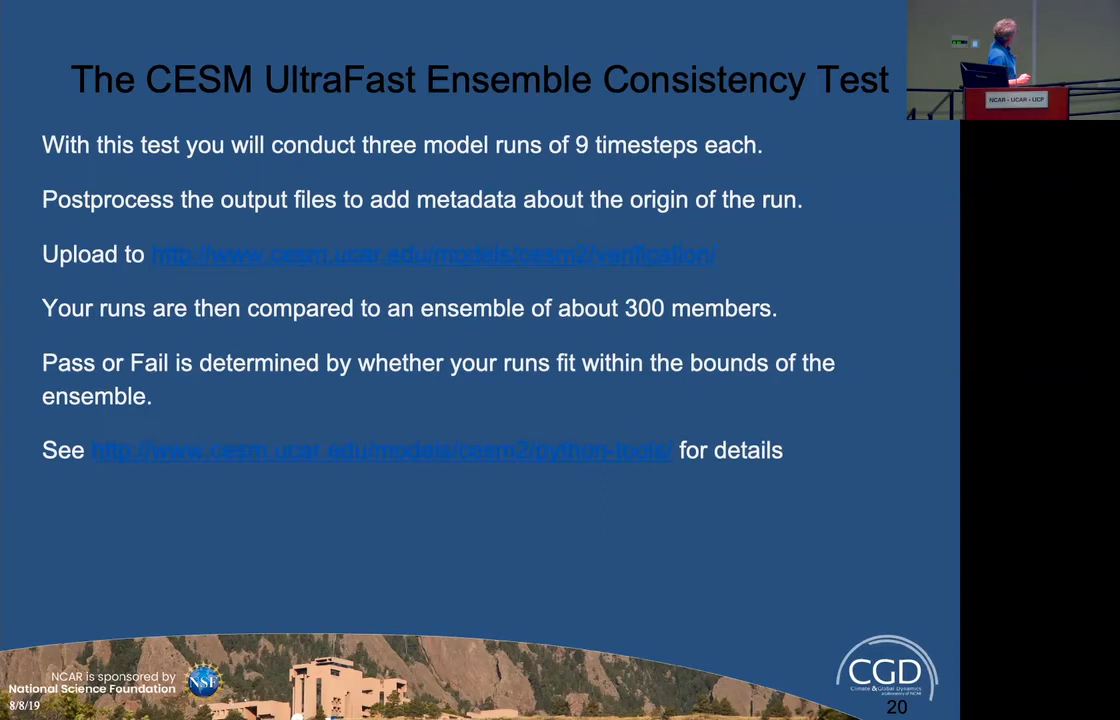 The CESM UltraFast Ensemble Consistency Test
NCAR • UCAR • UCP
With this test you will conduct three model runs of 9 timesteps each.
Postprocess the output files to add metadata about the origin of the run.
Upload to http://www.cesm.ucar.edu/models/cesm2/verification/
Your runs are then compared to an ensemble of about 300 members.
Pass or Fail is determined by whether your runs fit within the bounds of the
ensemble.
See http://www.cesm.ucar.edu/models/cesm2/python-tools/ for details
NCAR is sponsored by
National Science Foundation
NSF
8/8/19
CGD
Climate & Global Dynamics
20